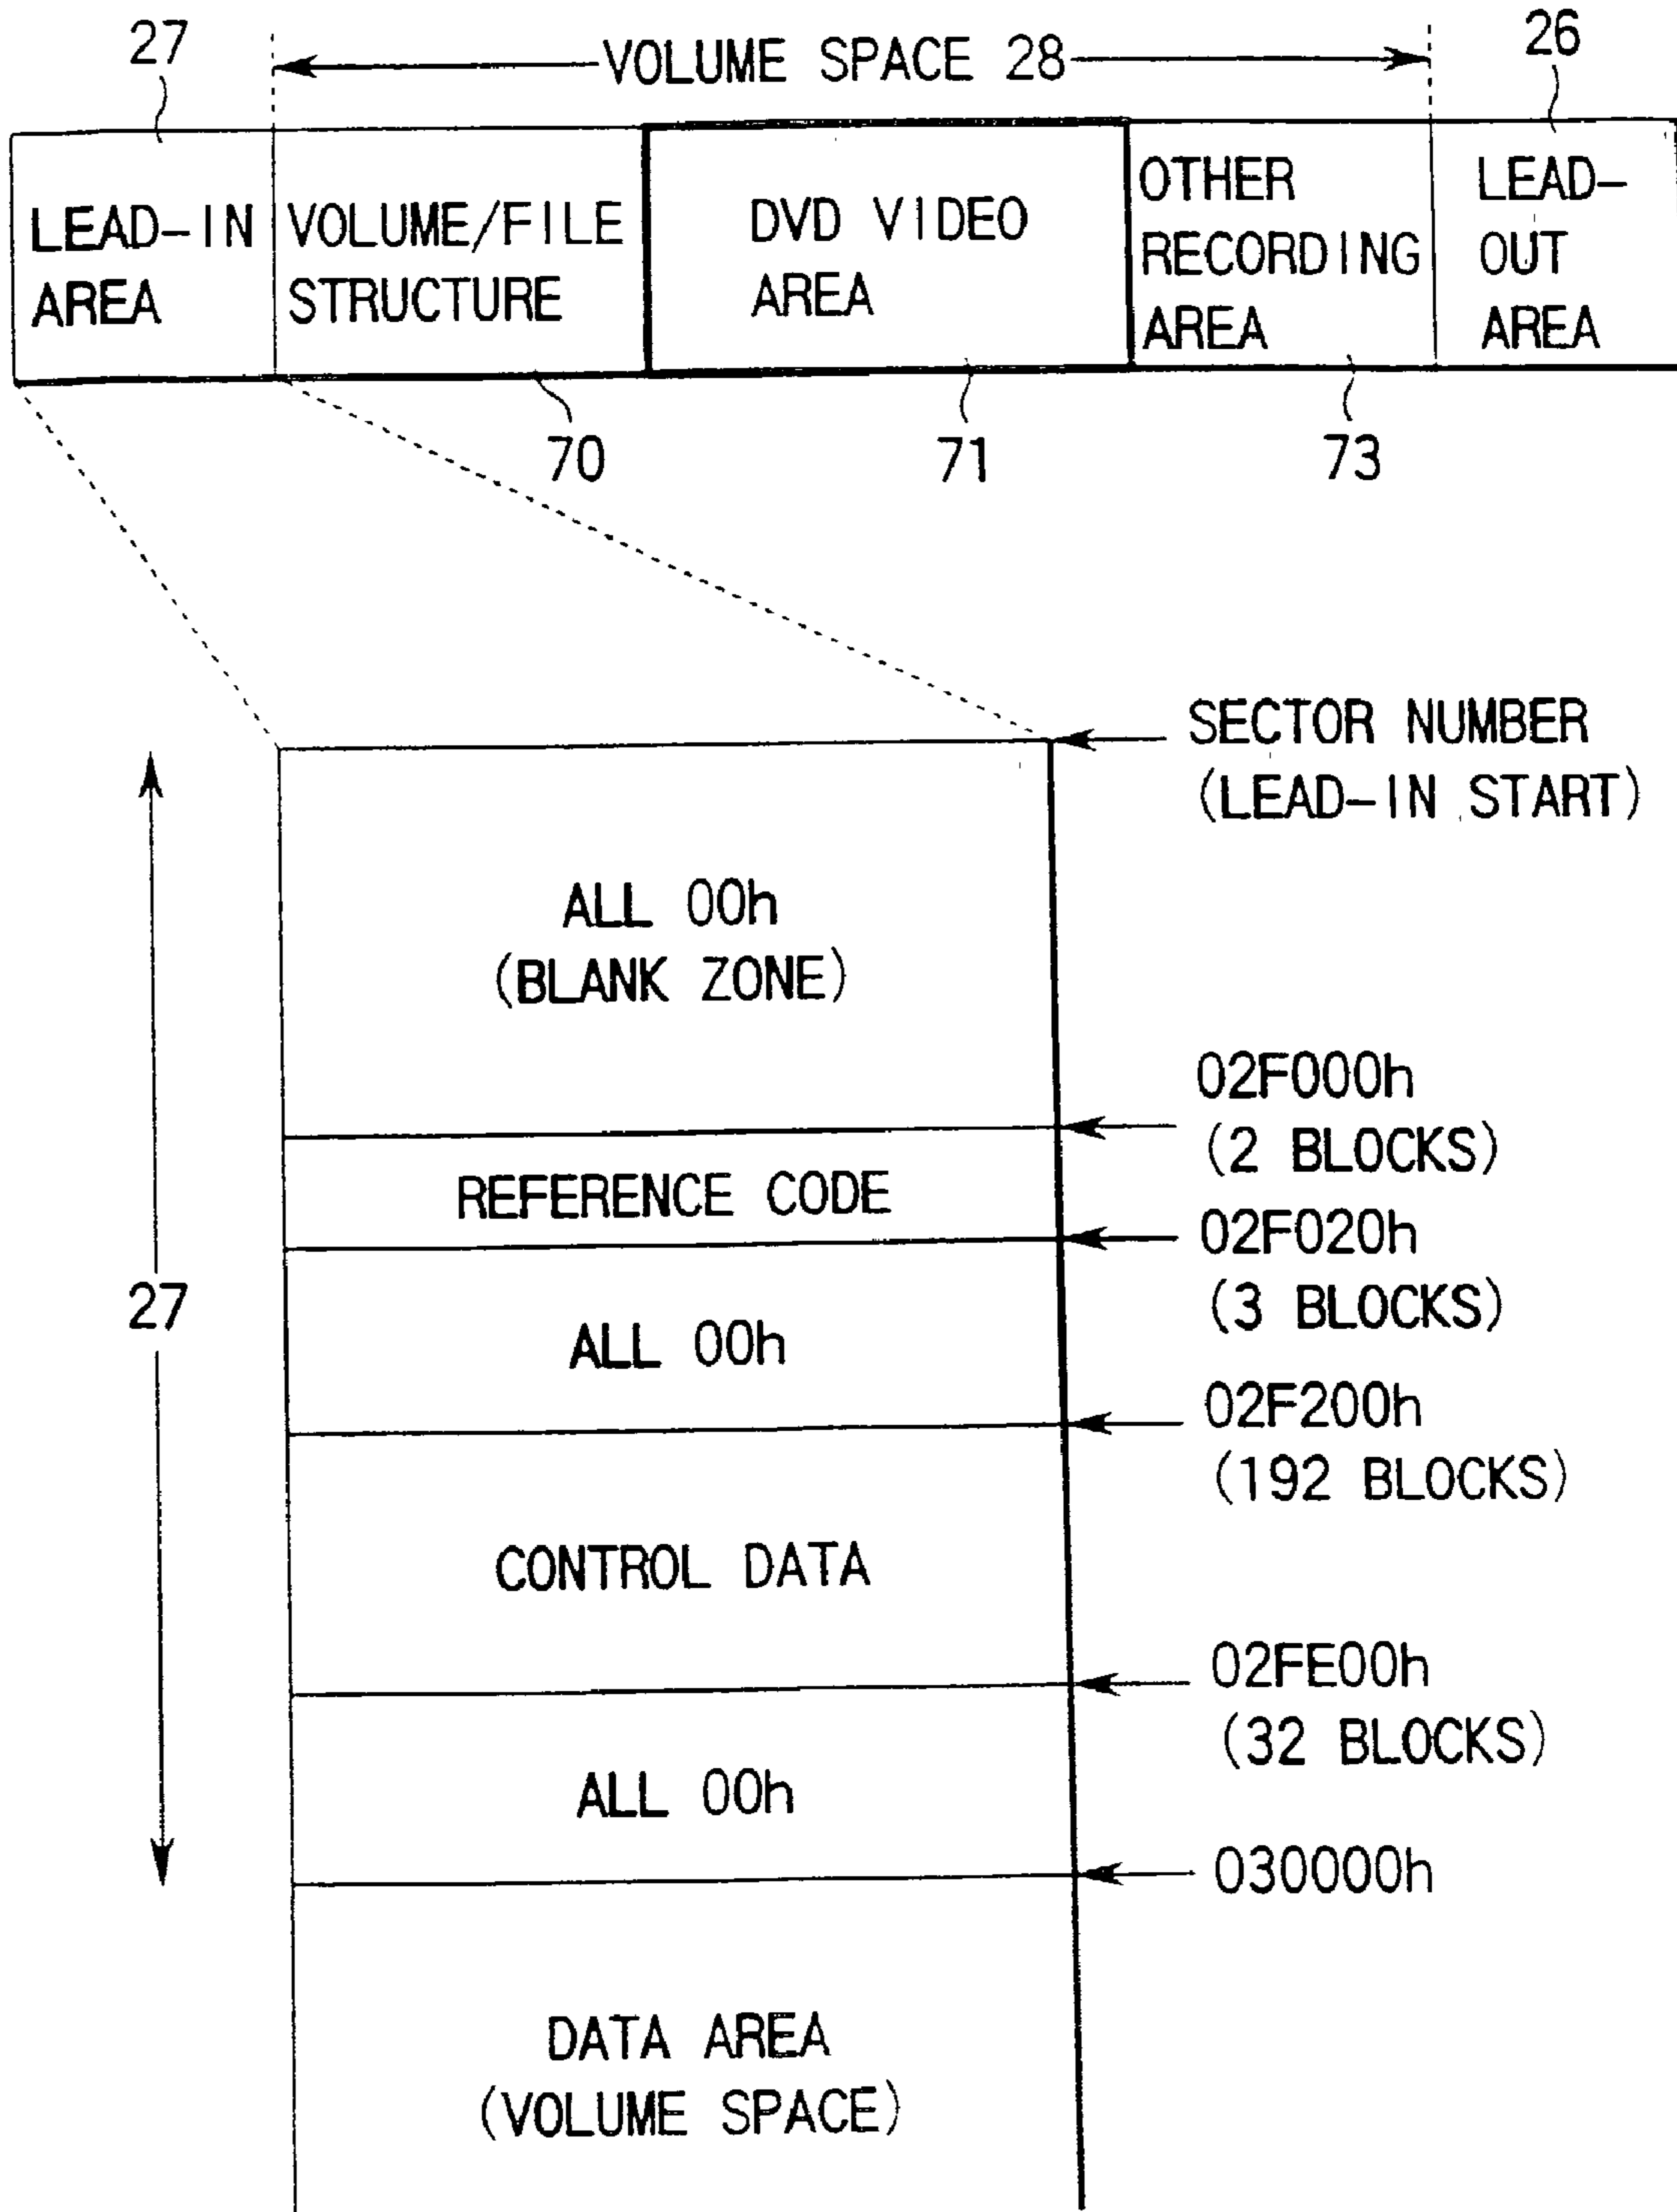 27
VOLUME SPACE 28
26
LEAD-IN
AREA
VOLUME/FILE
STRUCTURE
DVD VIDEO
AREA
OTHER
RECORDING
AREA
LEAD-
OUT
AREA
70
71
73
SECTOR NUMBER
(LEAD-IN START)
ALL 00h
(BLANK ZONE)
02F000h
(2 BLOCKS)
REFERENCE CODE
02F020h
(3 BLOCKS)
27
ALL 00h
02F200h
(192 BLOCKS)
CONTROL DATA
02FE00h
(32 BLOCKS)
ALL 00h
030000h
DATA AREA
(VOLUME SPACE)